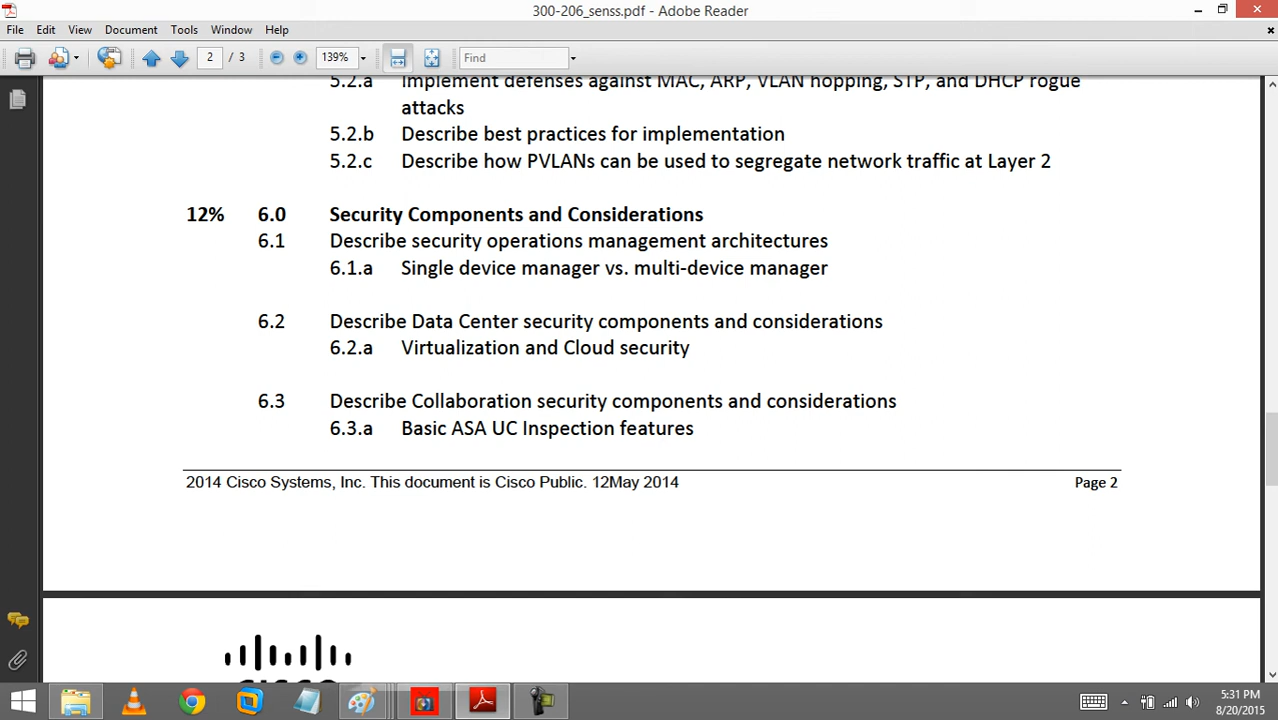 300-206_senss.pdf - Adobe Reader
File Edit View Document Tools Window Help
2 / 3 139% Find
5.2.a Implement defenses against MAC, ARP, VLAN hopping, STP, and DHCP rogue
attacks
5.2.b Describe best practices for implementation
5.2.c Describe how PVLANs can be used to segregate network traffic at Layer 2
12% 6.0 Security Components and Considerations
6.1 Describe security operations management architectures
6.1.a Single device manager vs. multi-device manager
6.2 Describe Data Center security components and considerations
6.2.a Virtualization and Cloud security
6.3 Describe Collaboration security components and considerations
6.3.a Basic ASA UC Inspection features
2014 Cisco Systems, Inc. This document is Cisco Public. 12May 2014 Page 2
CISCO
5:31 PM
8/20/2015